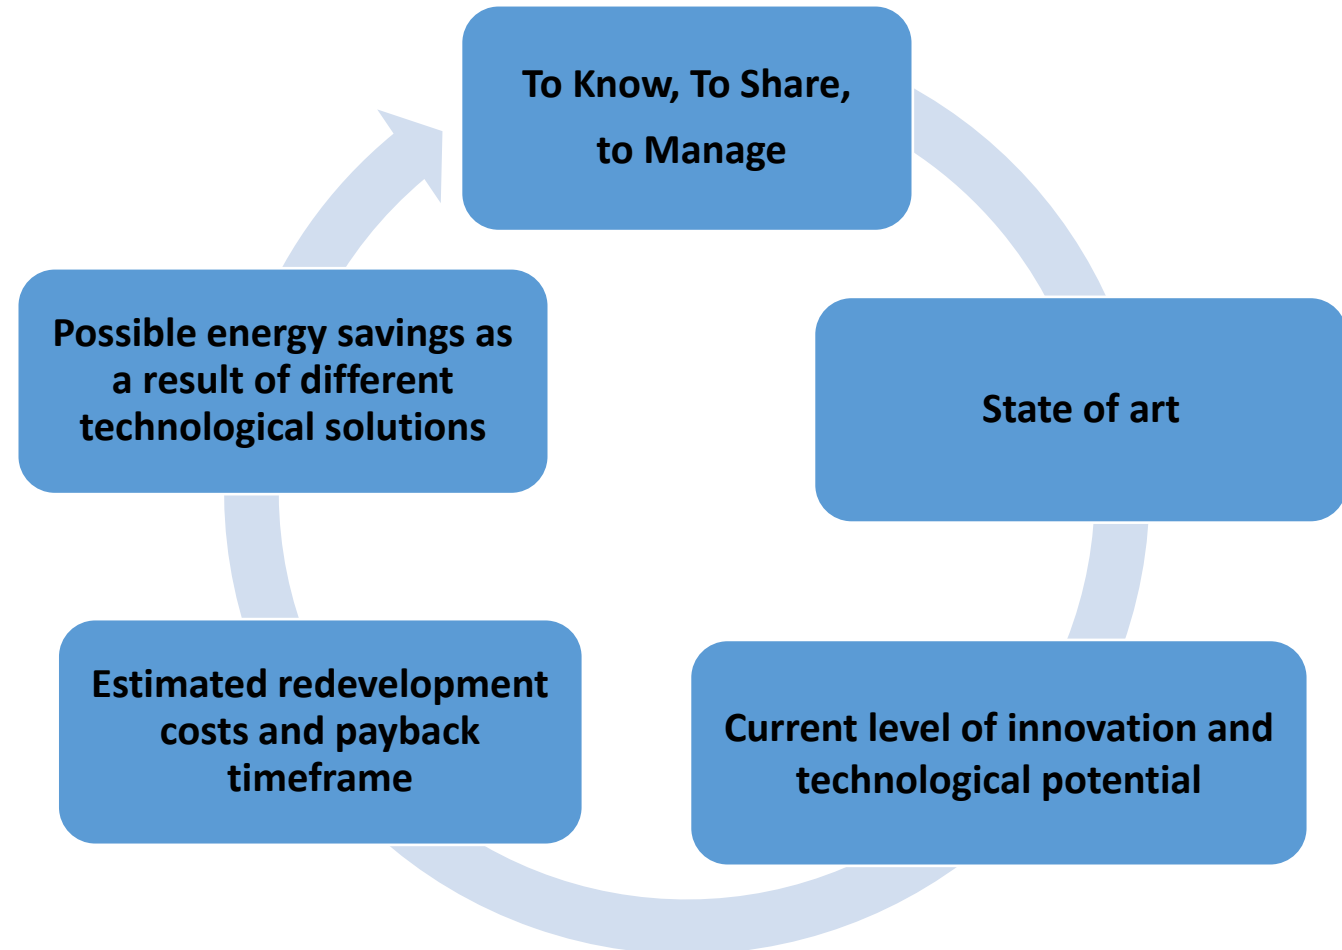 To Know, To Share,
to Manage
State of art
Current level of innovation and
technological potential
Estimated redevelopment
costs and payback
timeframe
Possible energy savings as
a result of different
technological solutions